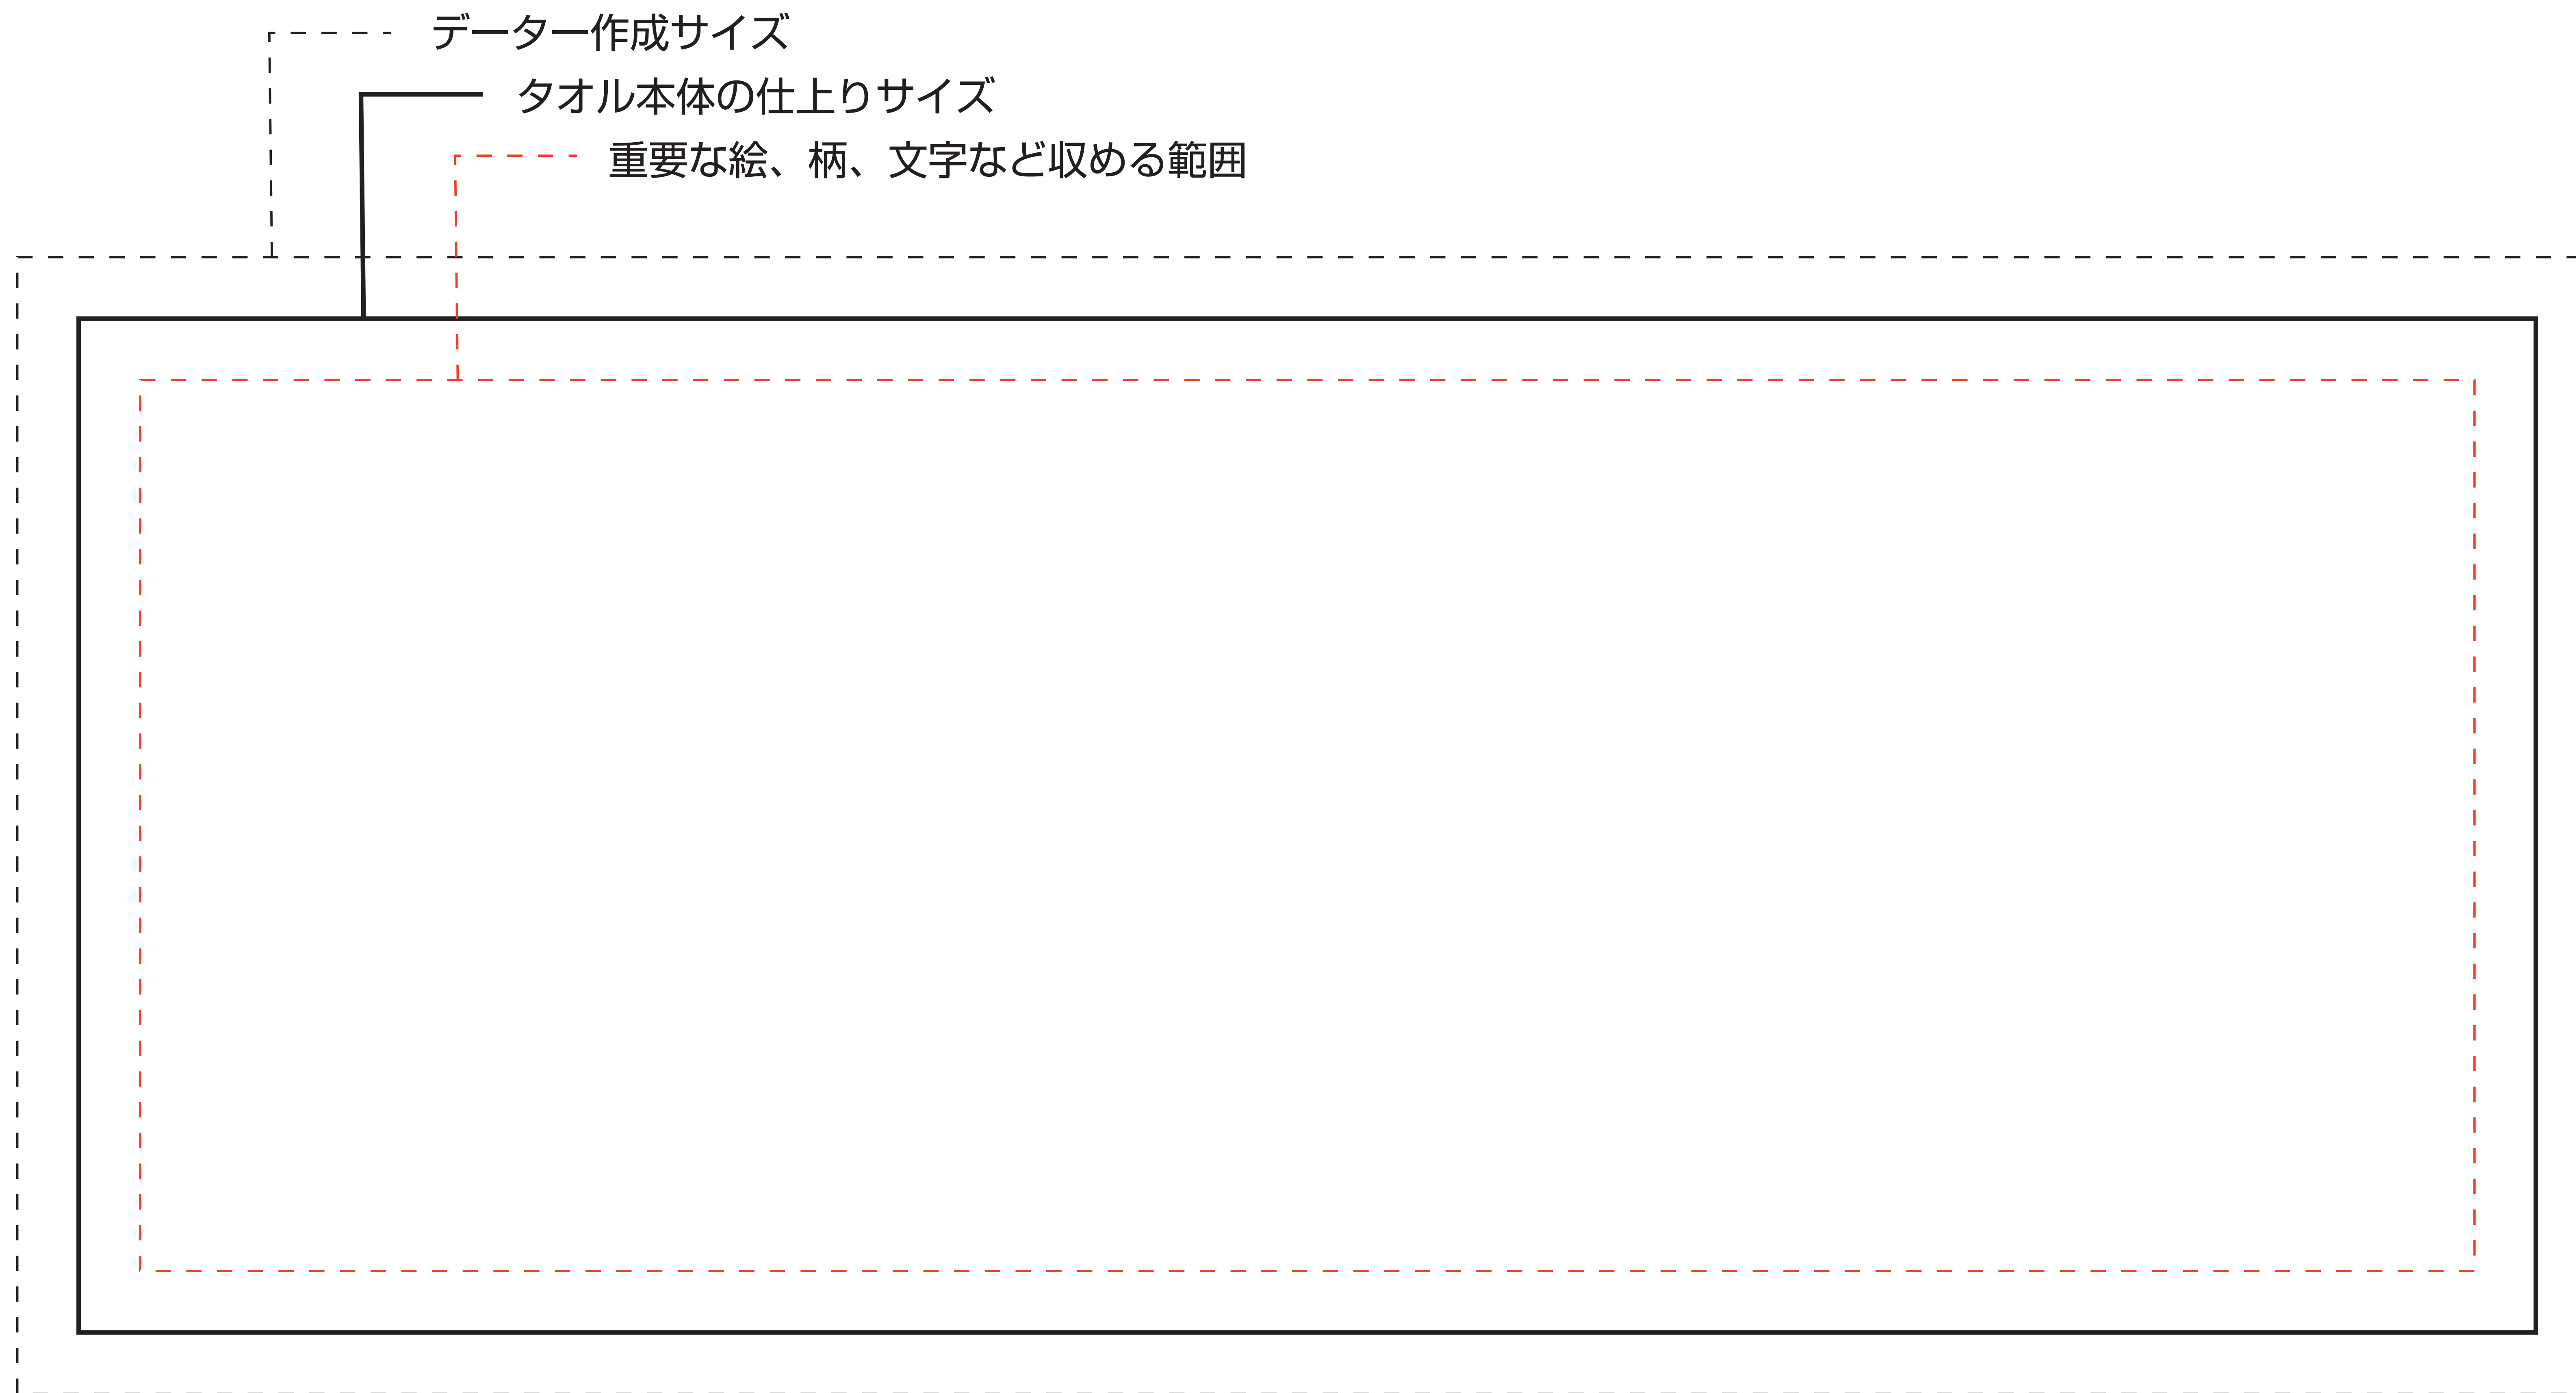 データー作成サイズ
タオル本体の仕上りサイズ
重要な絵、柄、文字など収める範囲